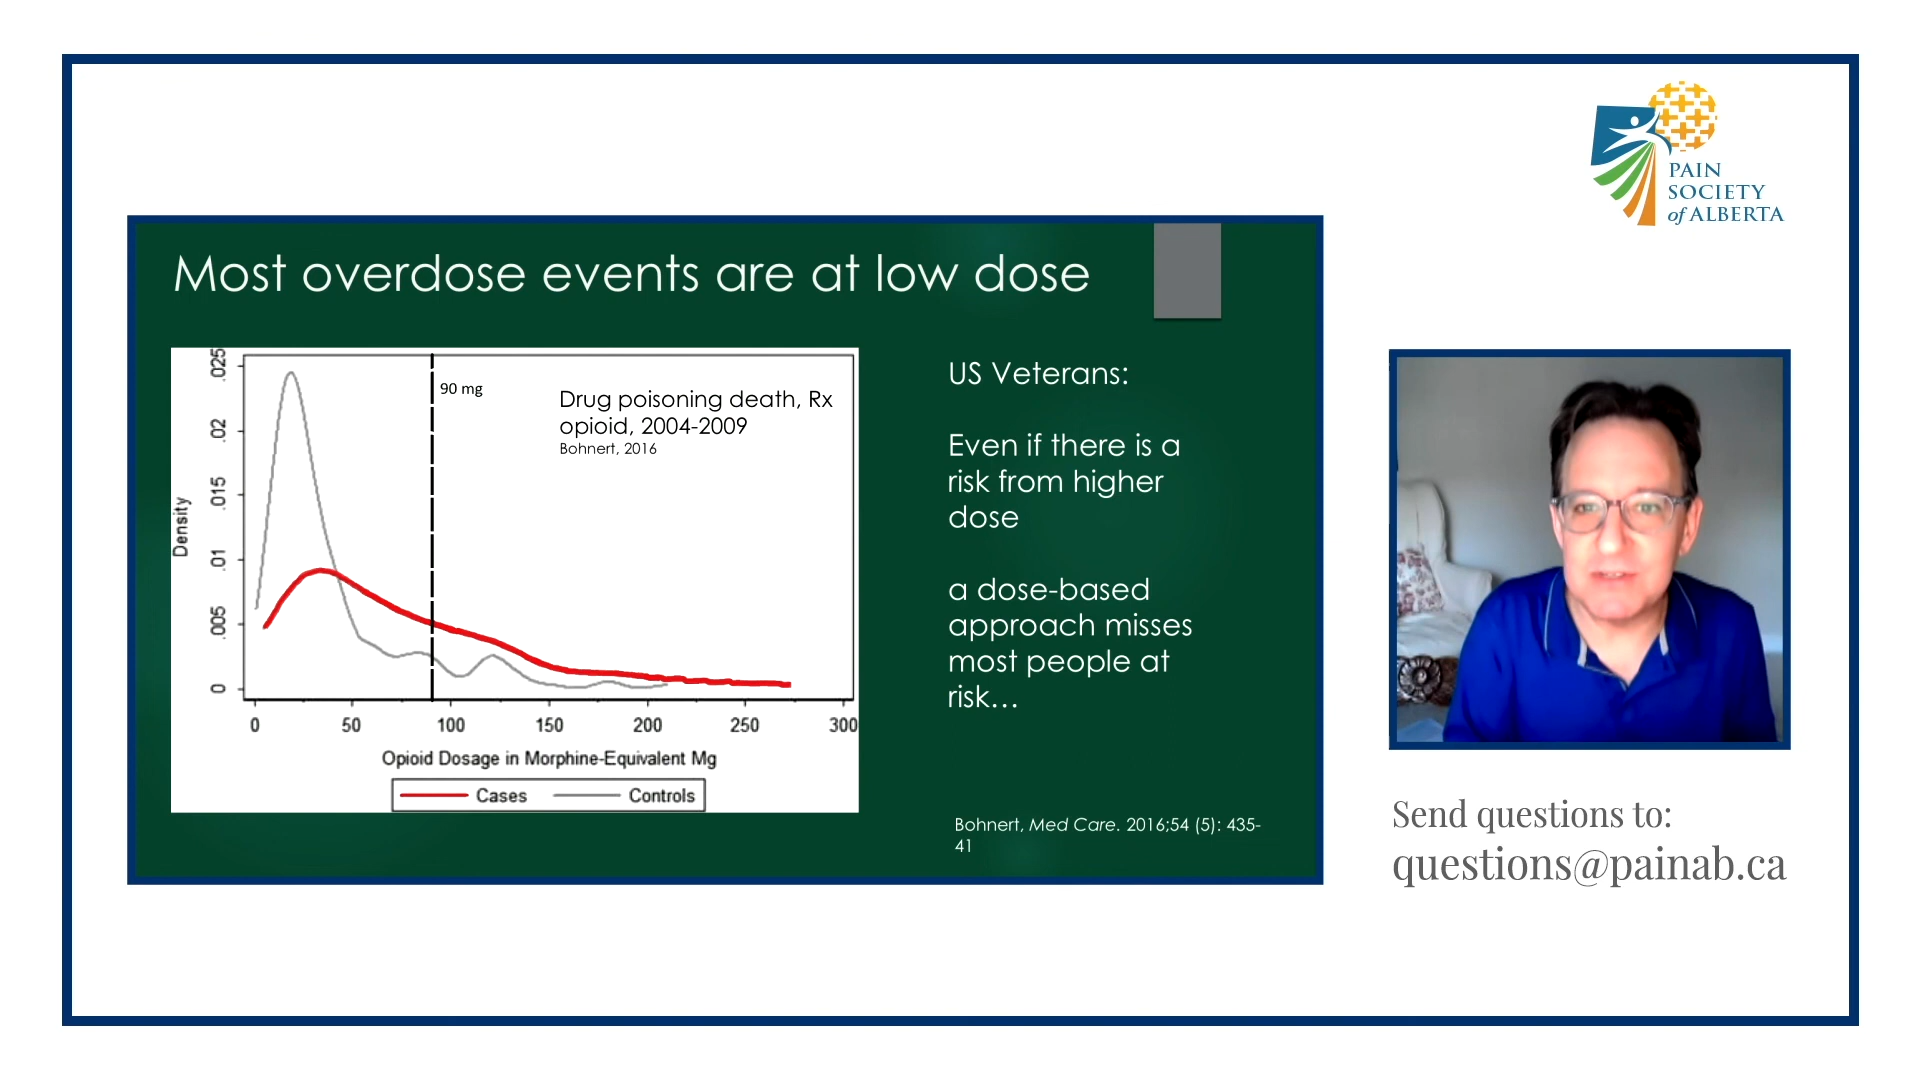 PAIN
SOCIETY
of ALBERTA
Most overdose events are at low dose
.025
.02
.015
.01
.005
0
Density
90 mg
Drug poisoning death, Rx
opioid, 2004-2009
Bohnert, 2016
0 50 100 150 200 250 300
Opioid Dosage in Morphine-Equivalent Mg
Cases Controls
US Veterans:
Even if there is a
risk from higher
dose
a dose-based
approach misses
most people at
risk…
Bohnert, Med Care. 2016;54 (5): 435-
41
Send questions to:
questions@painab.ca